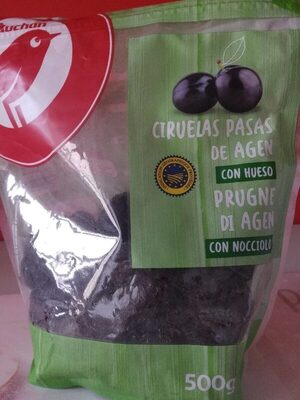 Auchan
CIRUELAS PASAS
DE AGEN
CON HUESO
PRUGNE
DI AGEN
CON NOCCIOLO
500g